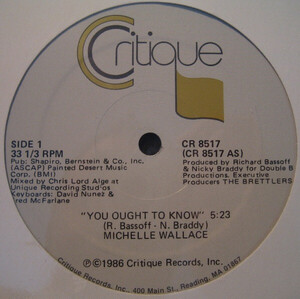 Critique
SIDE 1
33 1/3 RPM
Pub: Shapiro, Bernstein & Co., Inc.
(ASCAP) Painted Desert Music
Corp. (BMI)
Mixed by Chris Lord Alge at
Unique Recording Studios
Keyboards: David Nunez &
Fred McFarlane
CR 8517
(CR 8517 AS)
Produced by Richard Bassoff
& Nicky Braddy for Double B
Productions. Executive
Producers THE BRETTLERS
"YOU OUGHT TO KNOW" 5:23
(R. Bassoff - N. Braddy)
MICHELLE WALLACE
℗©1986 Critique Records, Inc.
Critique Records, Inc. 400 Main St., Reading, MA 01867